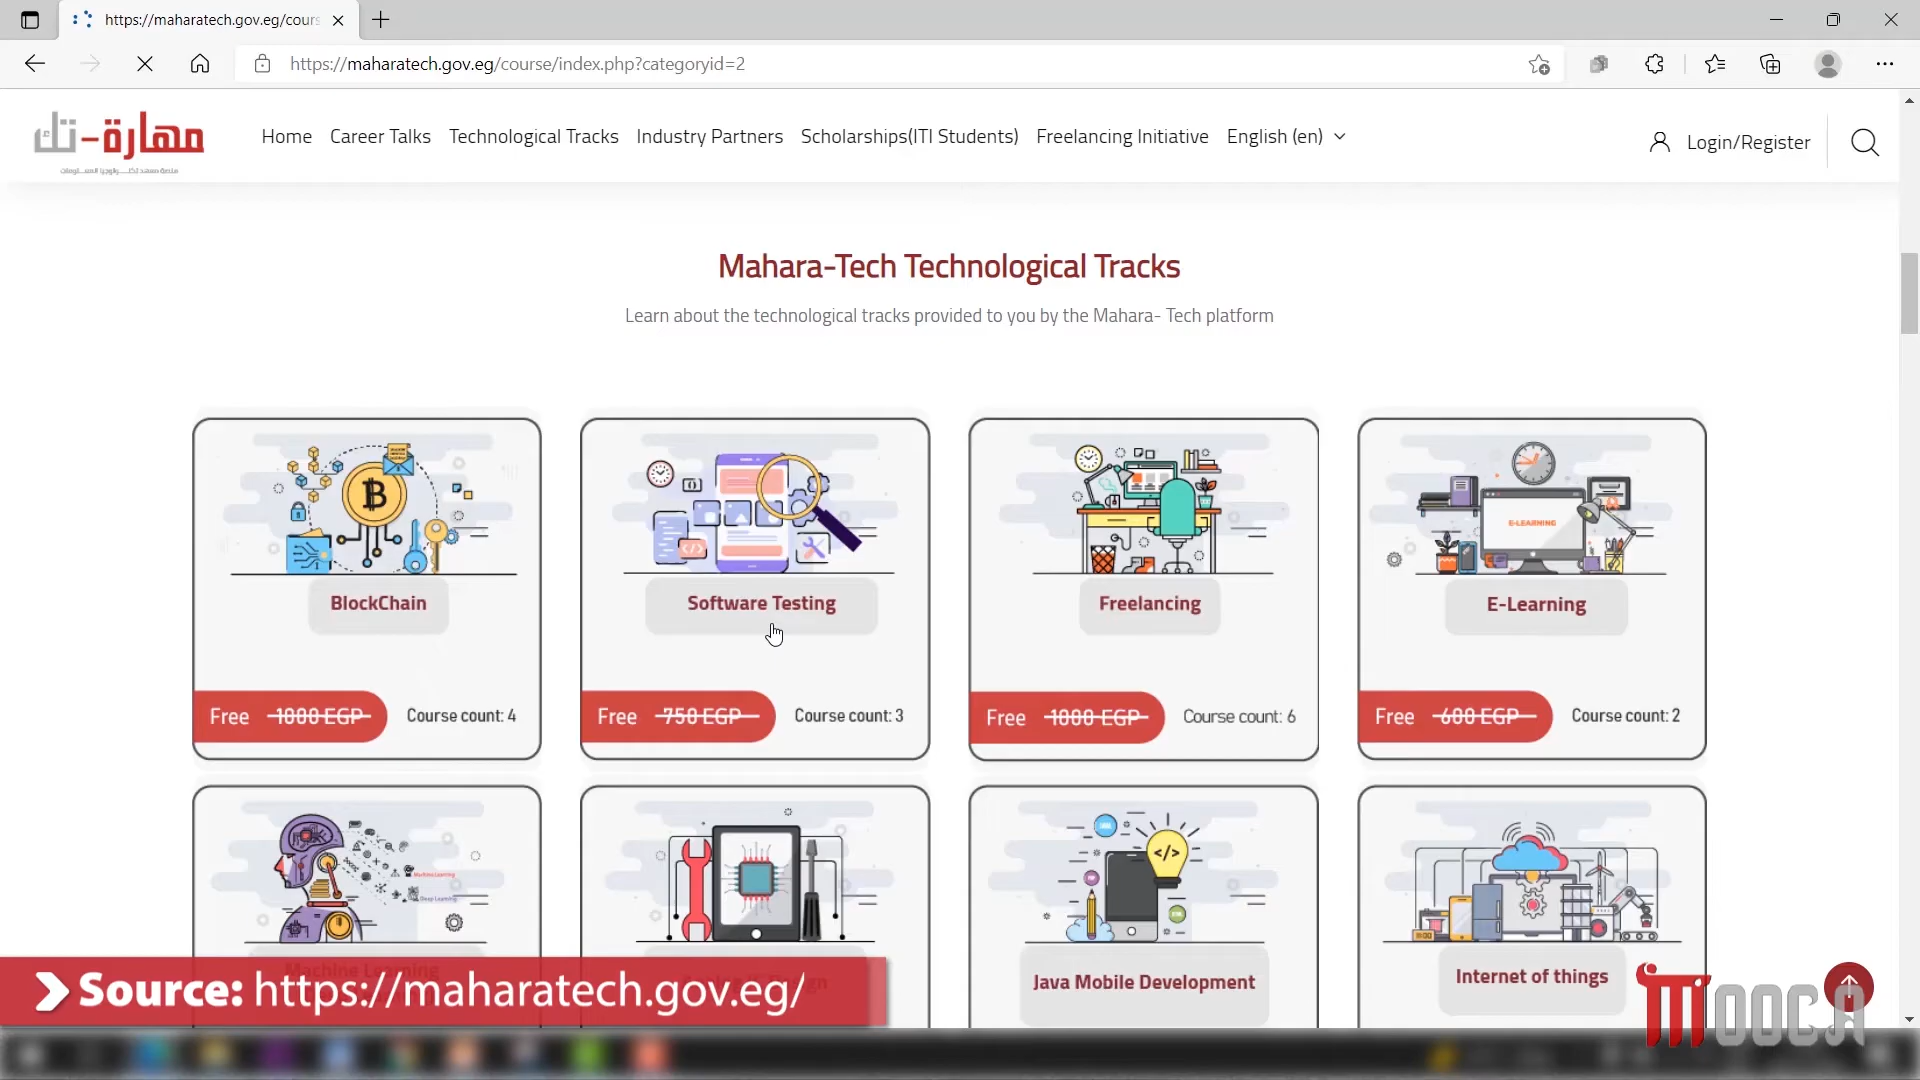 https://maharatech.gov.eg/cours
https://maharatech.gov.eg/course/index.php?categoryid=2
مهارة-تك
Home Career Talks Technological Tracks Industry Partners Scholarships(ITI Students) Freelancing Initiative English (en) Login/Register
Mahara-Tech Technological Tracks
Learn about the technological tracks provided to you by the Mahara- Tech platform
E-LEARNING
BlockChain Software Testing Freelancing E-Learning
Free 1000 EGP Course count: 4
Free 750 EGP Course count: 3
Free 1000 EGP Course count: 6
Free 600 EGP Course count: 2
Machine Learning
Java Mobile Development
Internet of things
Source: https://maharatech.gov.eg/
MOOCA